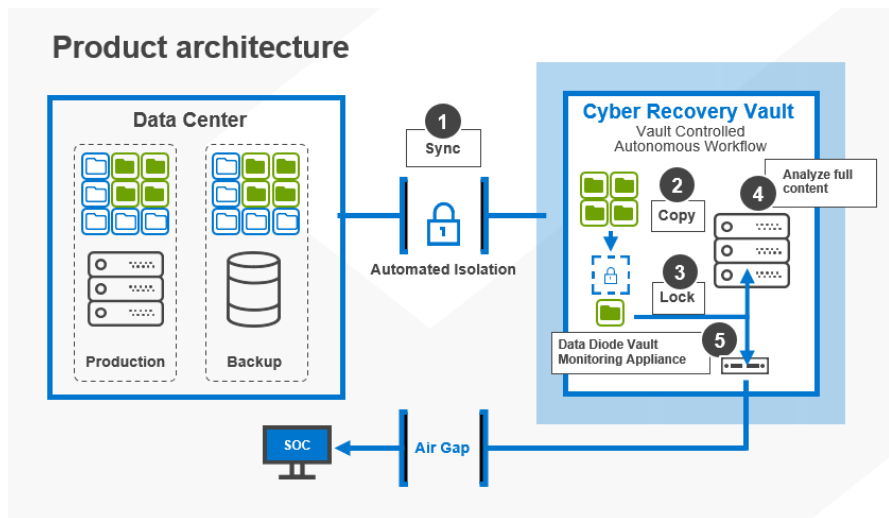 Product architecture
Data Center
Production
Backup
1
Sync
Automated Isolation
Cyber Recovery Vault
Vault Controlled
Autonomous Workflow
2
Copy
3
Lock
4
Analyze full
content
5
Data Diode Vault
Monitoring Appliance
SOC
Air Gap